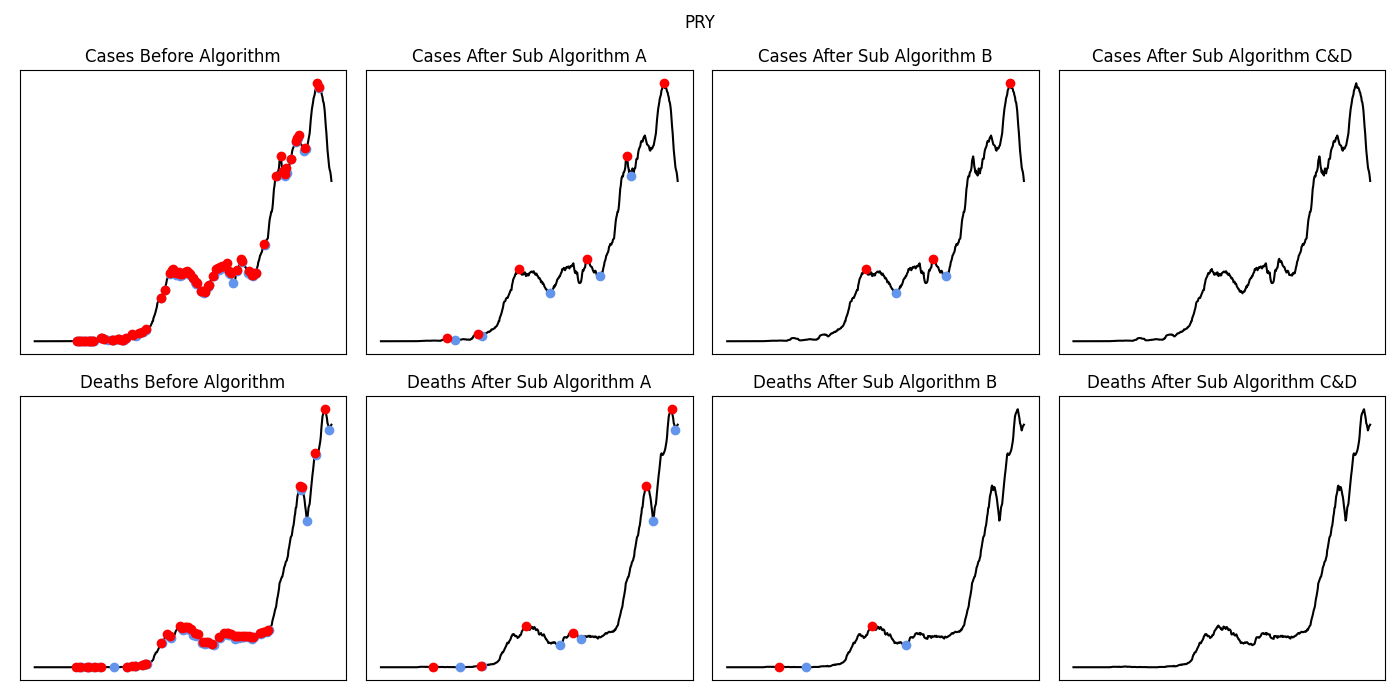 PRY
Cases Before Algorithm
Cases After Sub Algorithm A
Cases After Sub Algorithm B
Cases After Sub Algorithm C&D
Deaths Before Algorithm
Deaths After Sub Algorithm A
Deaths After Sub Algorithm B
Deaths After Sub Algorithm C&D